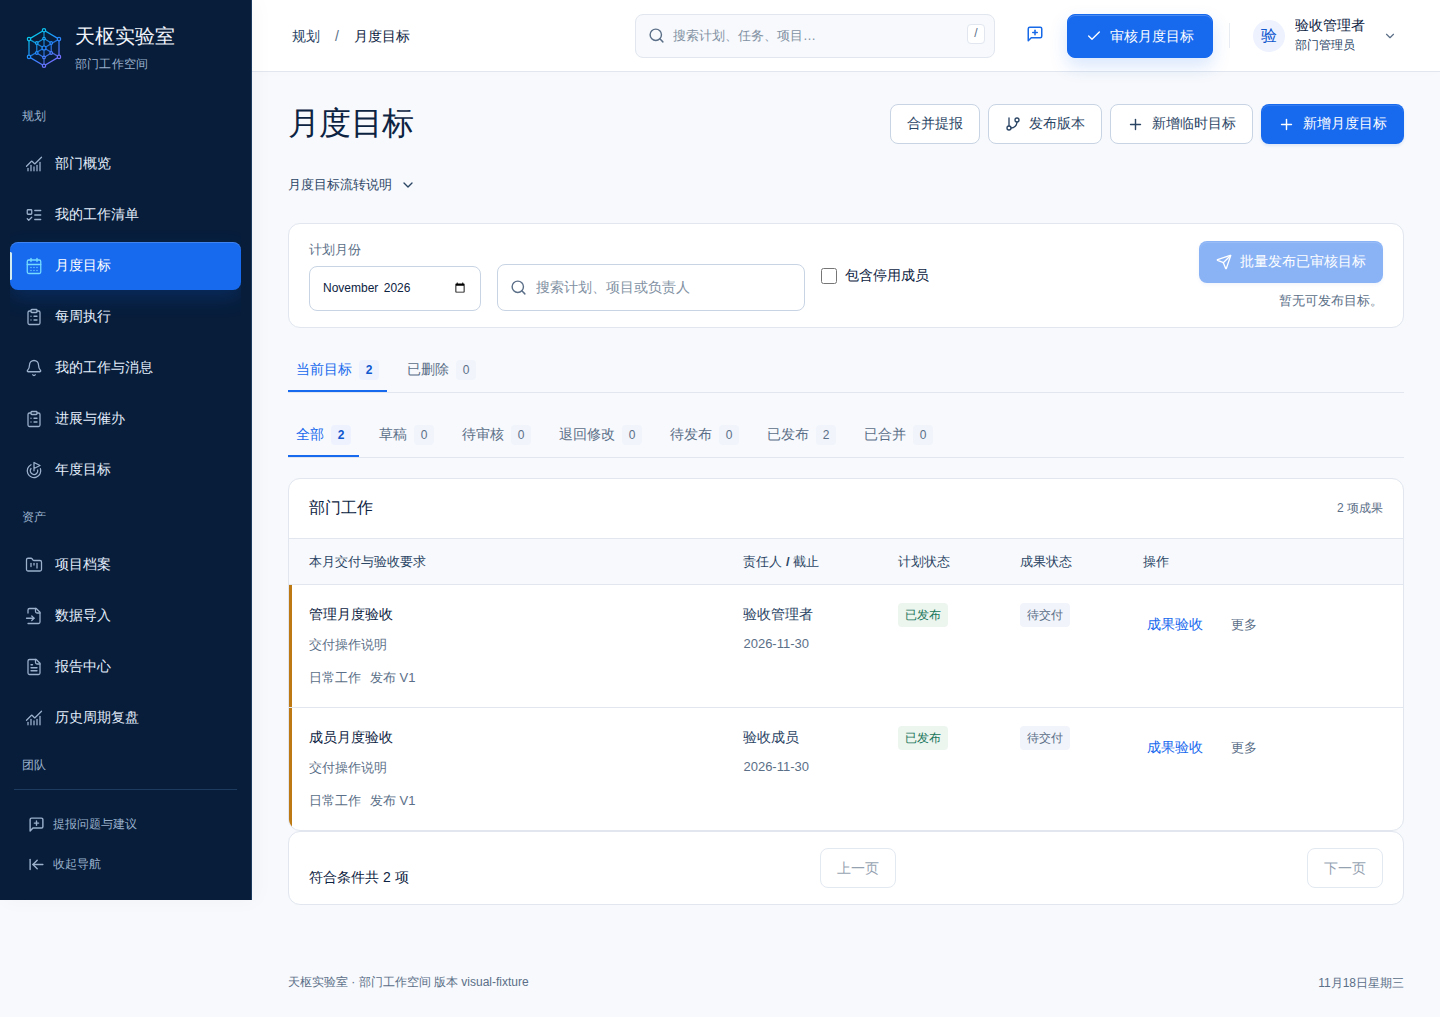 天枢实验室
部门工作空间
规划
部门概览
我的工作清单
月度目标
每周执行
我的工作与消息
进展与催办
年度目标
资产
项目档案
数据导入
报告中心
历史周期复盘
团队
提报问题与建议
收起导航
规划 / 月度目标
搜索计划、任务、项目… /
审核月度目标
验 验收管理者
部门管理员
月度目标
合并提报 发布版本 新增临时目标 新增月度目标
月度目标流转说明
计划月份
November 2026
搜索计划、项目或负责人
包含停用成员
批量发布已审核目标
暂无可发布目标。
当前目标 2 已删除 0
全部 2 草稿 0 待审核 0 退回修改 0 待发布 0 已发布 2 已合并 0
部门工作 2 项成果
本月交付与验收要求 责任人 / 截止 计划状态 成果状态 操作
管理月度验收 验收管理者 已发布 待交付 成果验收 更多
交付操作说明 2026-11-30
日常工作 发布 V1
成员月度验收 验收成员 已发布 待交付 成果验收 更多
交付操作说明 2026-11-30
日常工作 发布 V1
符合条件共 2 项 上一页 下一页
天枢实验室 · 部门工作空间 版本 visual-fixture 11月18日星期三